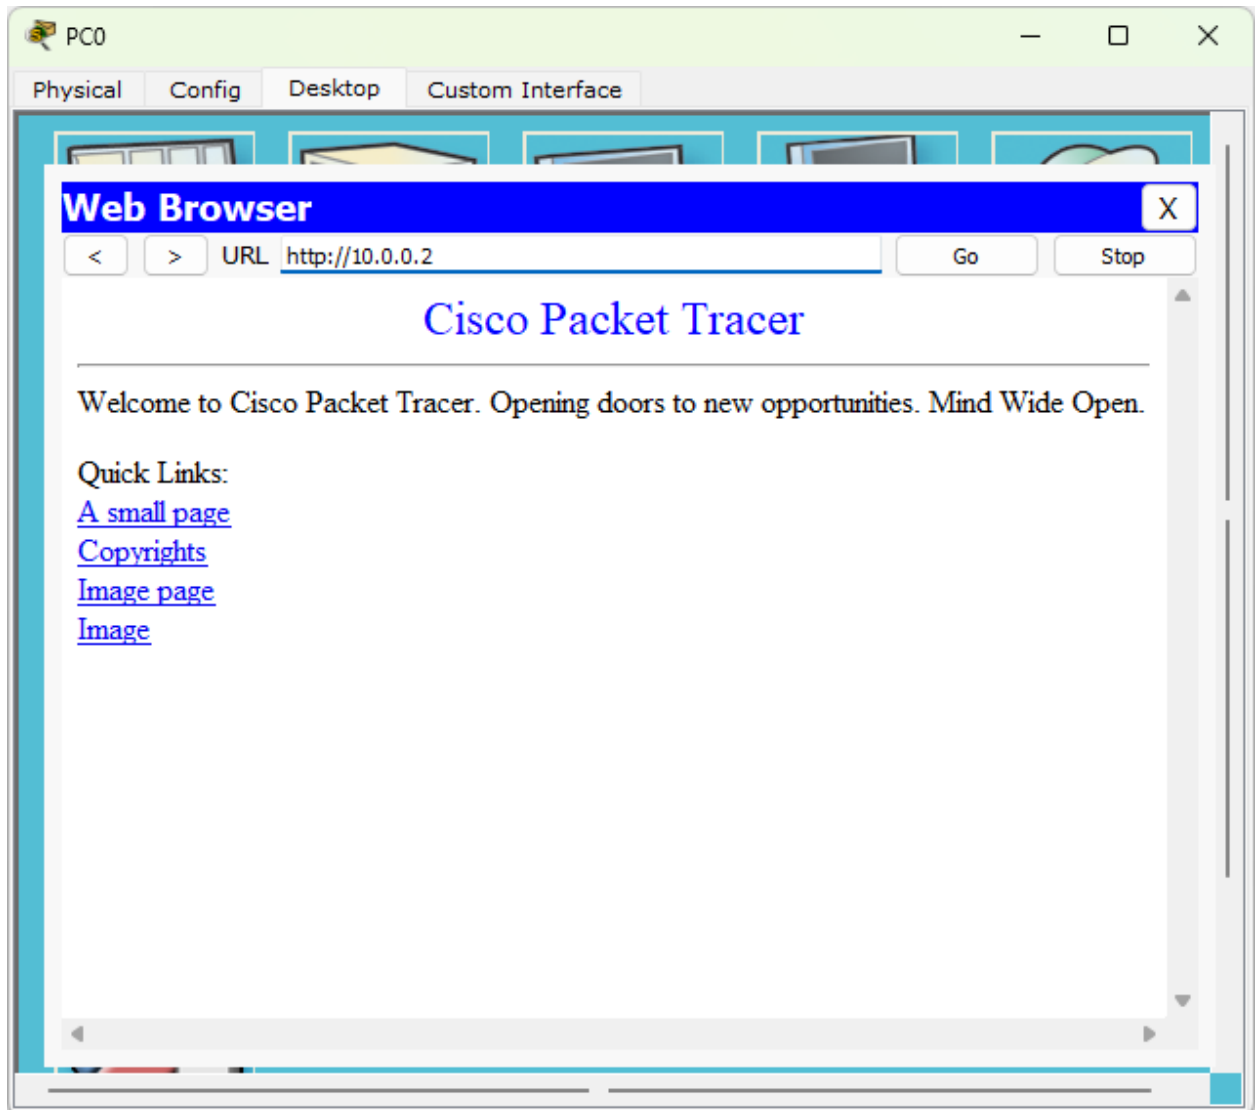 PC0
Physical Config Desktop Custom Interface
Web Browser X
< > URL http://10.0.0.2 Go Stop
Cisco Packet Tracer
Welcome to Cisco Packet Tracer. Opening doors to new opportunities. Mind Wide Open.
Quick Links:
A small page
Copyrights
Image page
Image